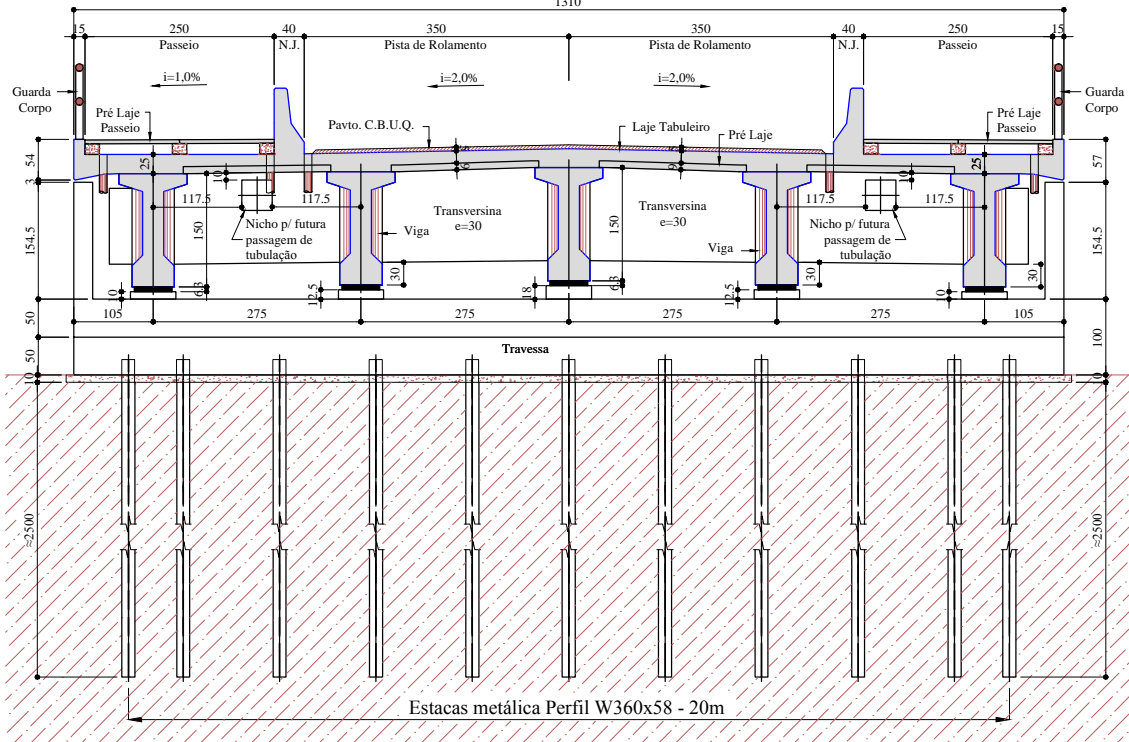 1310
15
250
40
350
350
40
250
15
Passeio
N.J.
Pista de Rolamento
Pista de Rolamento
N.J.
Passeio
i=1,0%
i=2,0%
i=2,0%
Guarda
Corpo
Guarda
Corpo
Pré Laje
Passeio
Pavto. C.B.U.Q.
Laje Tabuleiro
Pré Laje
Pré Laje
Passeio
54
3
25
10
10
25
57
117.5
117.5
117.5
117.5
Nicho p/ futura
passagem de
tubulação
Transversina
e=30
Transversina
e=30
Nicho p/ futura
passagem de
tubulação
Viga
Viga
154.5
150
150
154.5
10
6.3
12.5
30
18
6.3
12.5
30
10
30
50
105
275
275
275
275
105
100
50
Travessa
10
10
≈2500
≈2500
Estacas metálica Perfil W360x58 - 20m